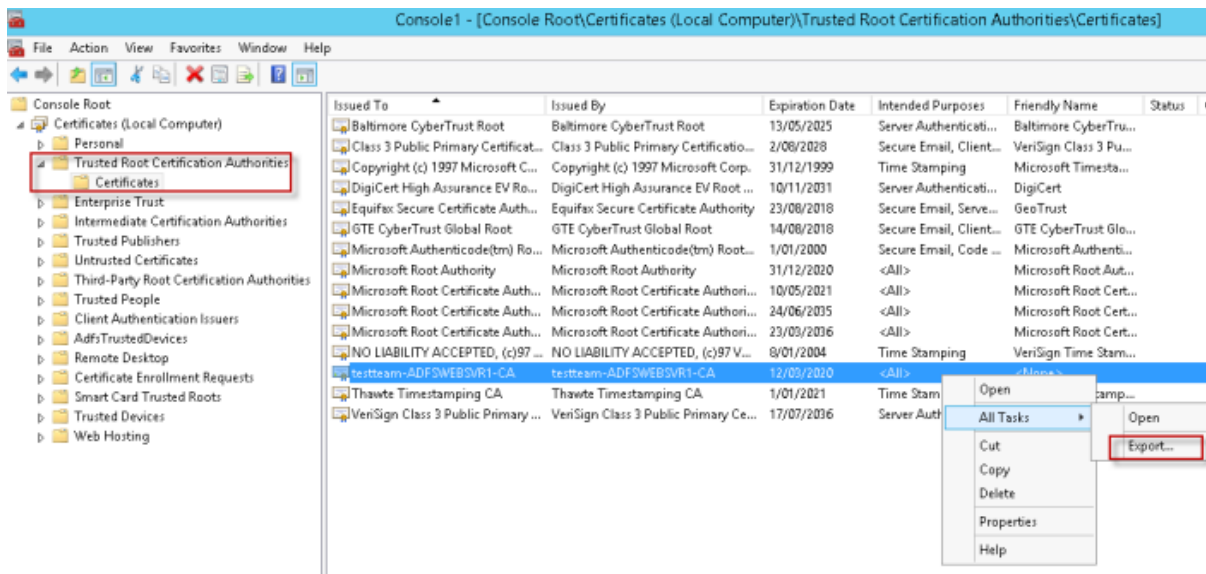 Console1 - [Console Root\Certificates (Local Computer)\Trusted Root Certification Authorities\Certificates]
File Action View Favorites Window Help
Console Root
Certificates (Local Computer)
Personal
Trusted Root Certification Authorities
Certificates
Enterprise Trust
Intermediate Certification Authorities
Trusted Publishers
Untrusted Certificates
Third-Party Root Certification Authorities
Trusted People
Client Authentication Issuers
AdfsTrustedDevices
Remote Desktop
Certificate Enrollment Requests
Smart Card Trusted Roots
Trusted Devices
Web Hosting
Issued To Issued By Expiration Date Intended Purposes Friendly Name Status
Baltimore CyberTrust Root Baltimore CyberTrust Root 13/05/2025 Server Authenticati... Baltimore CyberTru...
Class 3 Public Primary Certificat... Class 3 Public Primary Certificatio... 2/08/2028 Secure Email, Client... VeriSign Class 3 Pu...
Copyright (c) 1997 Microsoft C... Copyright (c) 1997 Microsoft Corp. 31/12/1999 Time Stamping Microsoft Timesta...
DigiCert High Assurance EV Ro... DigiCert High Assurance EV Root ... 10/11/2031 Server Authenticati... DigiCert
Equifax Secure Certificate Auth... Equifax Secure Certificate Authority 23/08/2018 Secure Email, Serve... GeoTrust
GTE CyberTrust Global Root GTE CyberTrust Global Root 14/08/2018 Secure Email, Client... GTE CyberTrust Glo...
Microsoft Authenticode(tm) Ro... Microsoft Authenticode(tm) Root... 1/01/2000 Secure Email, Code ... Microsoft Authenti...
Microsoft Root Authority Microsoft Root Authority 31/12/2020 <All> Microsoft Root Aut...
Microsoft Root Certificate Auth... Microsoft Root Certificate Authori... 10/05/2021 <All> Microsoft Root Cert...
Microsoft Root Certificate Auth... Microsoft Root Certificate Authori... 24/06/2035 <All> Microsoft Root Cert...
Microsoft Root Certificate Auth... Microsoft Root Certificate Authori... 23/03/2036 <All> Microsoft Root Cert...
NO LIABILITY ACCEPTED, (c)97 ... NO LIABILITY ACCEPTED, (c)97 V... 8/01/2004 Time Stamping VeriSign Time Stam...
testteam-ADFSWEBSVR1-CA testteam-ADFSWEBSVR1-CA 12/03/2020 <All> <None>
Thawte Timestamping CA Thawte Timestamping CA 1/01/2021 Time Stam
VeriSign Class 3 Public Primary ... VeriSign Class 3 Public Primary Ce... 17/07/2036 Server Auth
Open
All Tasks
Cut
Copy
Delete
Properties
Help
Open
Export...